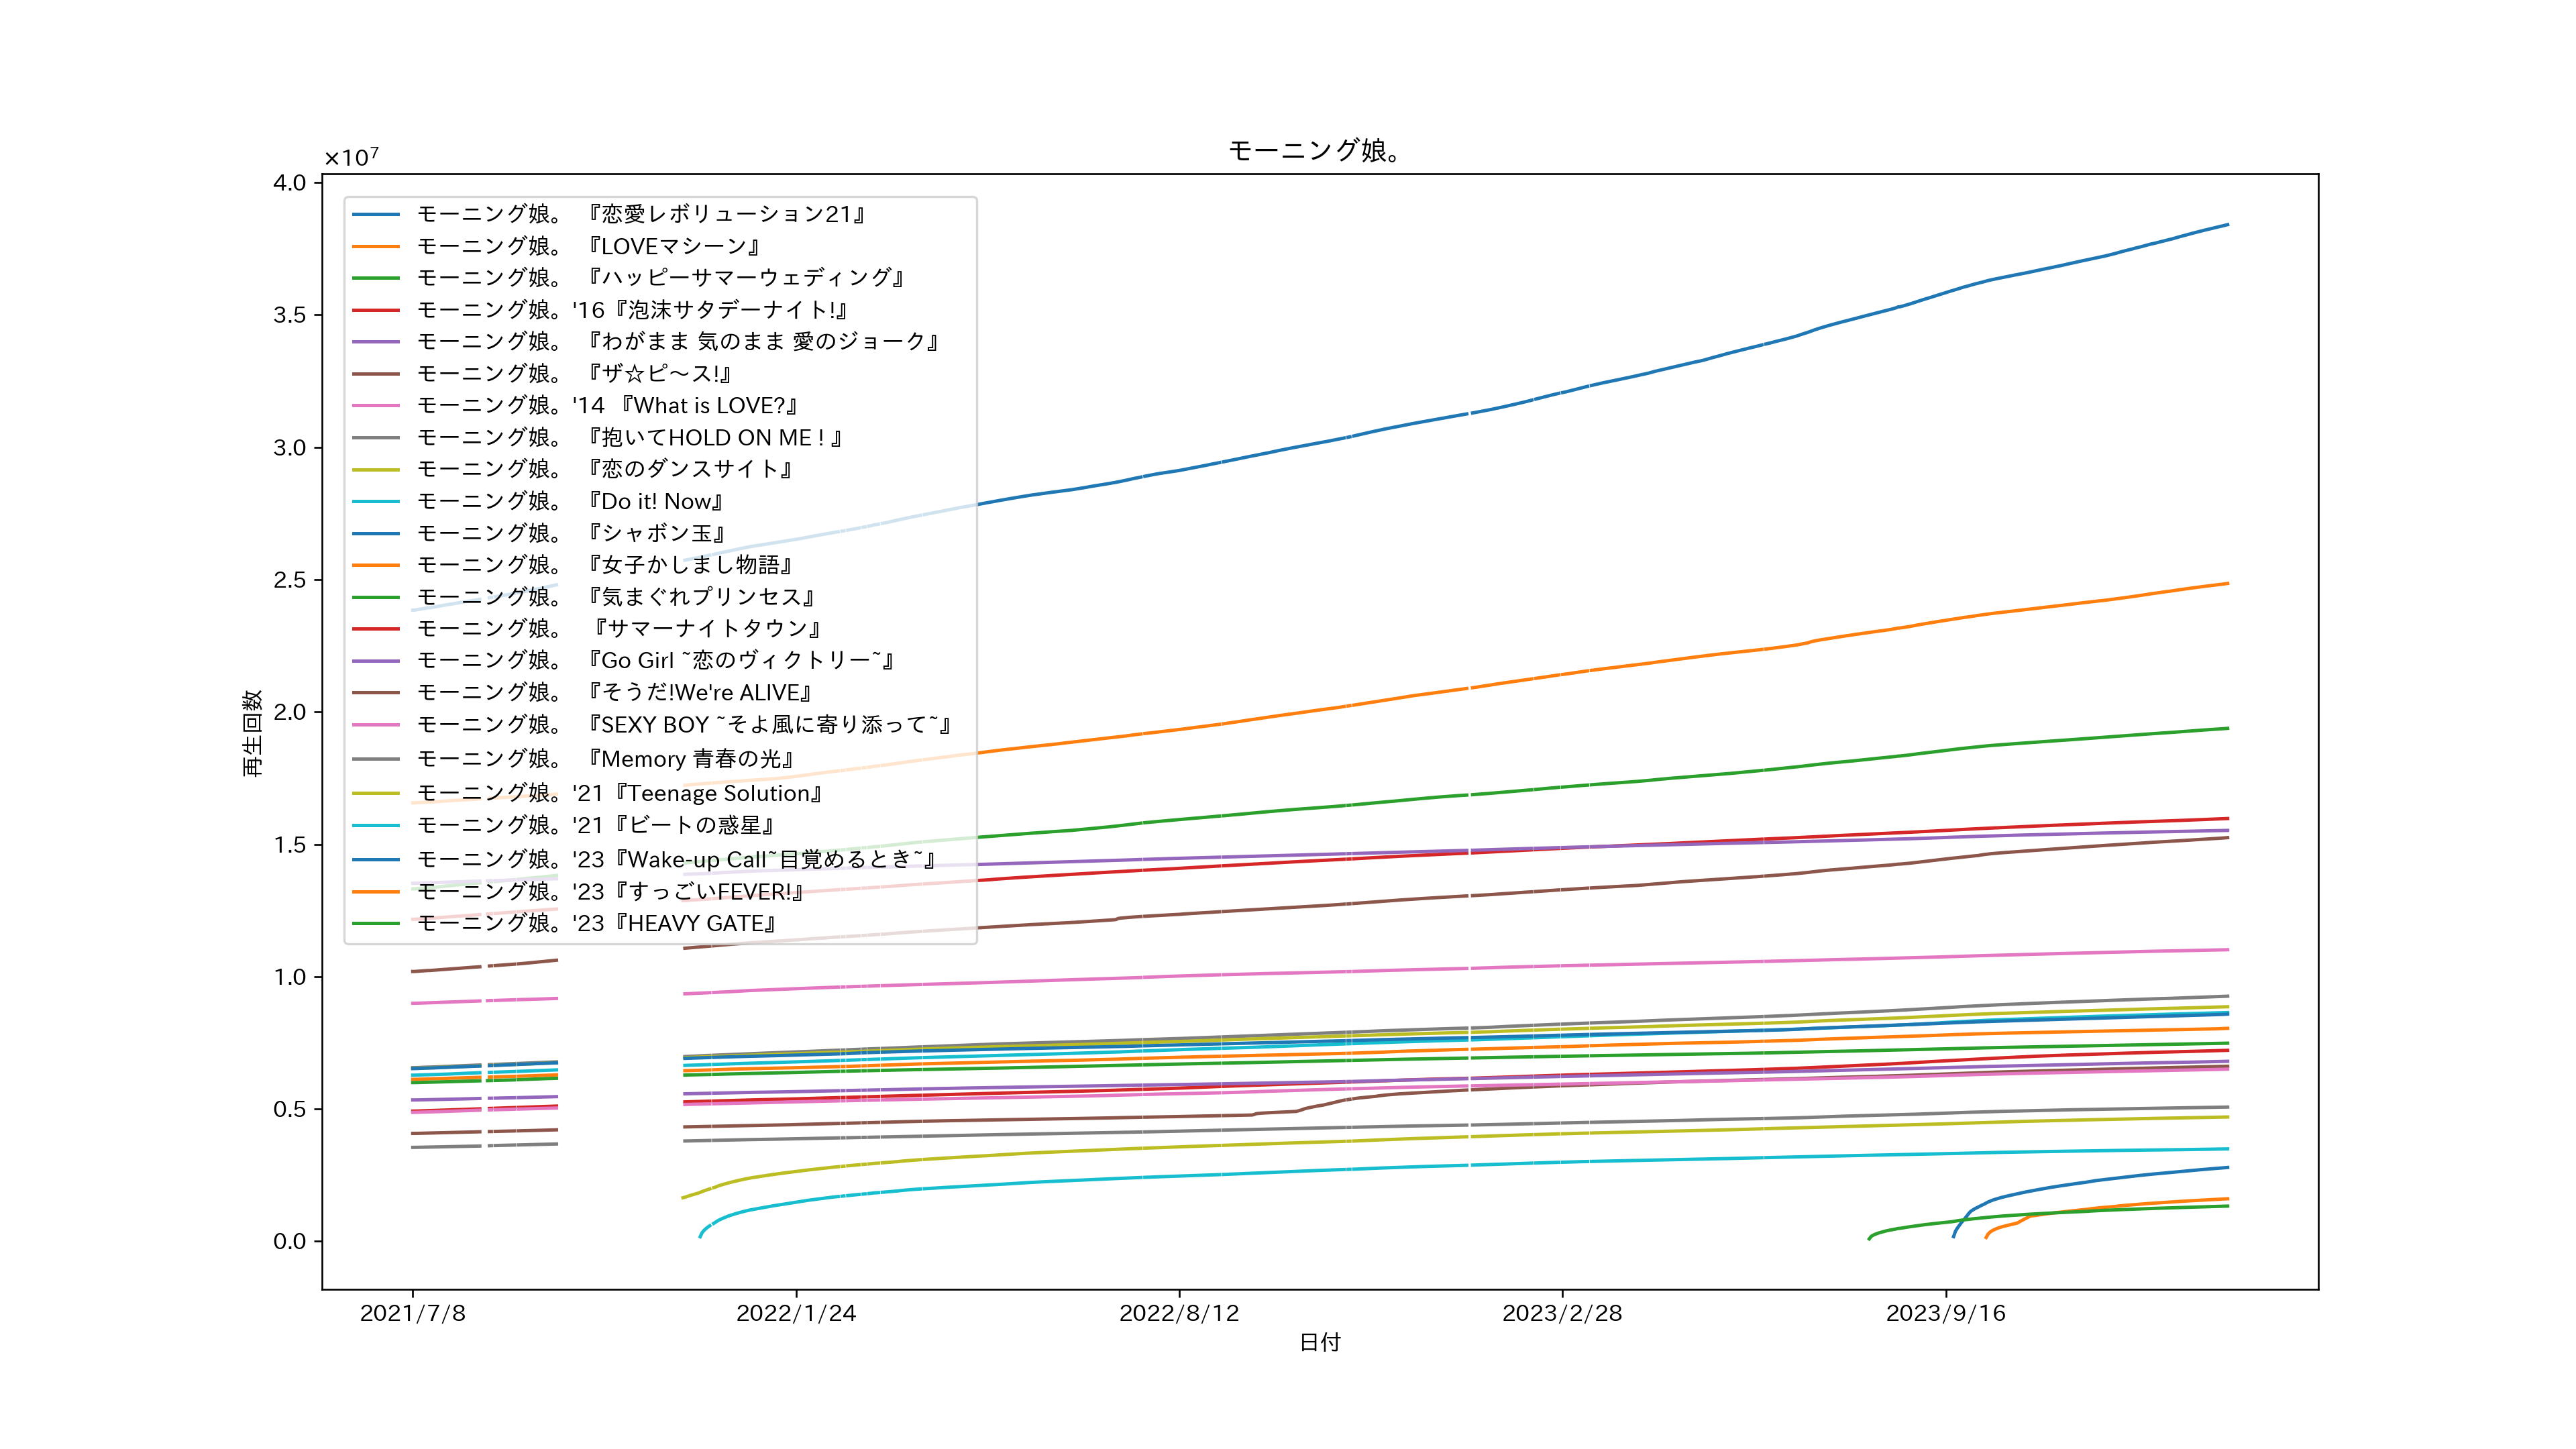 モーニング娘。
×10⁷
4.0
3.5
3.0
2.5
2.0
1.5
1.0
0.5
0.0
再生回数
モーニング娘。 『恋愛レボリューション21』
モーニング娘。 『LOVEマシーン』
モーニング娘。 『ハッピーサマーウェディング』
モーニング娘。'16『泡沫サタデーナイト!』
モーニング娘。 『わがまま 気のまま 愛のジョーク』
モーニング娘。 『ザ☆ピ～ス!』
モーニング娘。'14 『What is LOVE?』
モーニング娘。 『抱いてHOLD ON ME ! 』
モーニング娘。 『恋のダンスサイト』
モーニング娘。 『Do it! Now』
モーニング娘。 『シャボン玉』
モーニング娘。 『女子かしまし物語』
モーニング娘。 『気まぐれプリンセス』
モーニング娘。 『サマーナイトタウン』
モーニング娘。 『Go Girl ~恋のヴィクトリー~』
モーニング娘。 『そうだ!We're ALIVE』
モーニング娘。 『SEXY BOY ~そよ風に寄り添って~』
モーニング娘。 『Memory 青春の光』
モーニング娘。'21『Teenage Solution』
モーニング娘。'21『ビートの惑星』
モーニング娘。'23『Wake-up Call~目覚めるとき~』
モーニング娘。'23『すっごいFEVER!』
モーニング娘。'23『HEAVY GATE』
2021/7/8
2022/1/24
2022/8/12
2023/2/28
2023/9/16
日付